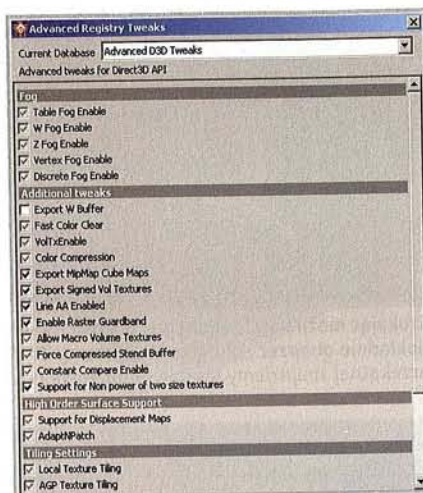 Advanced Registry Tweaks
Current Database Advanced D3D Tweaks
Advanced tweaks for Direct3D API
Fog
Table Fog Enable
W Fog Enable
Z Fog Enable
Vertex Fog Enable
Discrete Fog Enable
Additional tweaks
Export W Buffer
Fast Color Clear
VolTxEnable
Color Compression
Export MipMap Cube Maps
Export Signed Vol Textures
Line AA Enabled
Enable Raster Guardband
Allow Macro Volume Textures
Force Compressed Stencil Buffer
Constant Compare Enable
Support for Non power of two size textures
High Order Surface Support
Support for Displacement Maps
AdaptNPatch
Tiling Settings
Local Texture Tiling
AGP Texture Tiling